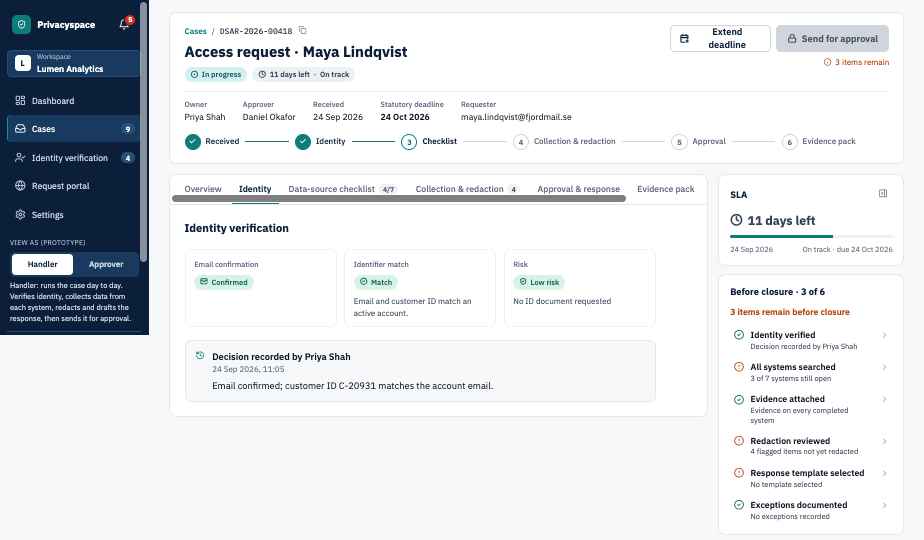 Privacyspace
5
Workspace
L
Lumen Analytics
Dashboard
Cases
9
Identity verification
4
Request portal
Settings
VIEW AS (PROTOTYPE)
Handler
Approver
Handler: runs the case day to day.
Verifies identity, collects data from
each system, redacts and drafts the
response, then sends it for approval.
Cases / DSAR-2026-00418
Access request · Maya Lindqvist
In progress
11 days left · On track
Extend
deadline
Send for approval
3 items remain
Owner
Priya Shah
Approver
Daniel Okafor
Received
24 Sep 2026
Statutory deadline
24 Oct 2026
Requester
maya.lindqvist@fjordmail.se
Received
Identity
3 Checklist
4 Collection & redaction
5 Approval
6 Evidence pack
Overview
Identity
Data-source checklist 4/7
Collection & redaction 4
Approval & response
Evidence pack
Identity verification
Email confirmation
Confirmed
Identifier match
Match
Email and customer ID match an
active account.
Risk
Low risk
No ID document requested
Decision recorded by Priya Shah
24 Sep 2026, 11:05
Email confirmed; customer ID C-20931 matches the account email.
SLA
11 days left
24 Sep 2026
On track · due 24 Oct 2026
Before closure · 3 of 6
3 items remain before closure
Identity verified
Decision recorded by Priya Shah
All systems searched
3 of 7 systems still open
Evidence attached
Evidence on every completed
system
Redaction reviewed
4 flagged items not yet redacted
Response template selected
No template selected
Exceptions documented
No exceptions recorded